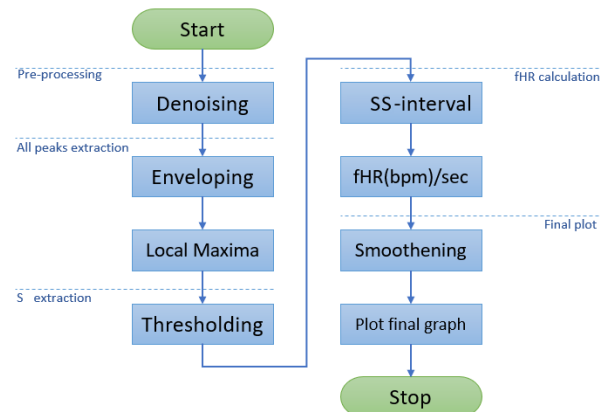 Start
Pre-processing
Denoising
All peaks extraction
Enveloping
Local Maxima
S extraction
Thresholding
fHR calculation
SS-interval
fHR(bpm)/sec
Final plot
Smoothening
Plot final graph
Stop